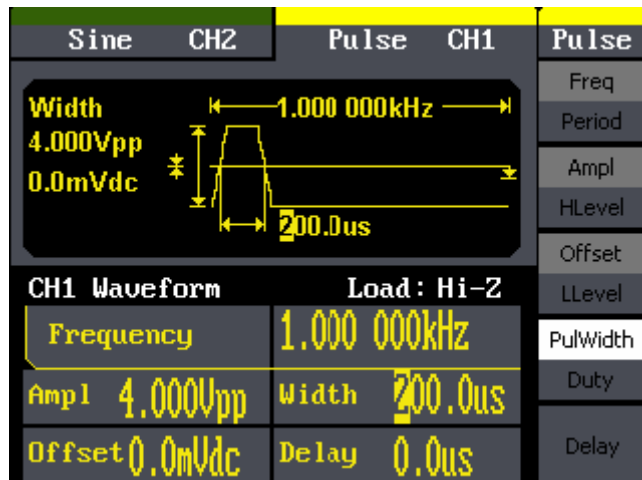 Sine CH2 Pulse CH1 Pulse
Width 1.000 000kHz
4.000Vpp
0.0mVdc
200.0us
CH1 Waveform Load: Hi-Z
Frequency 1.000 000kHz
Ampl 4.000Vpp Width 200.0us
Offset 0.0mVdc Delay 0.0us
Freq
Period
Ampl
HLevel
Offset
LLevel
PulWidth
Duty
Delay